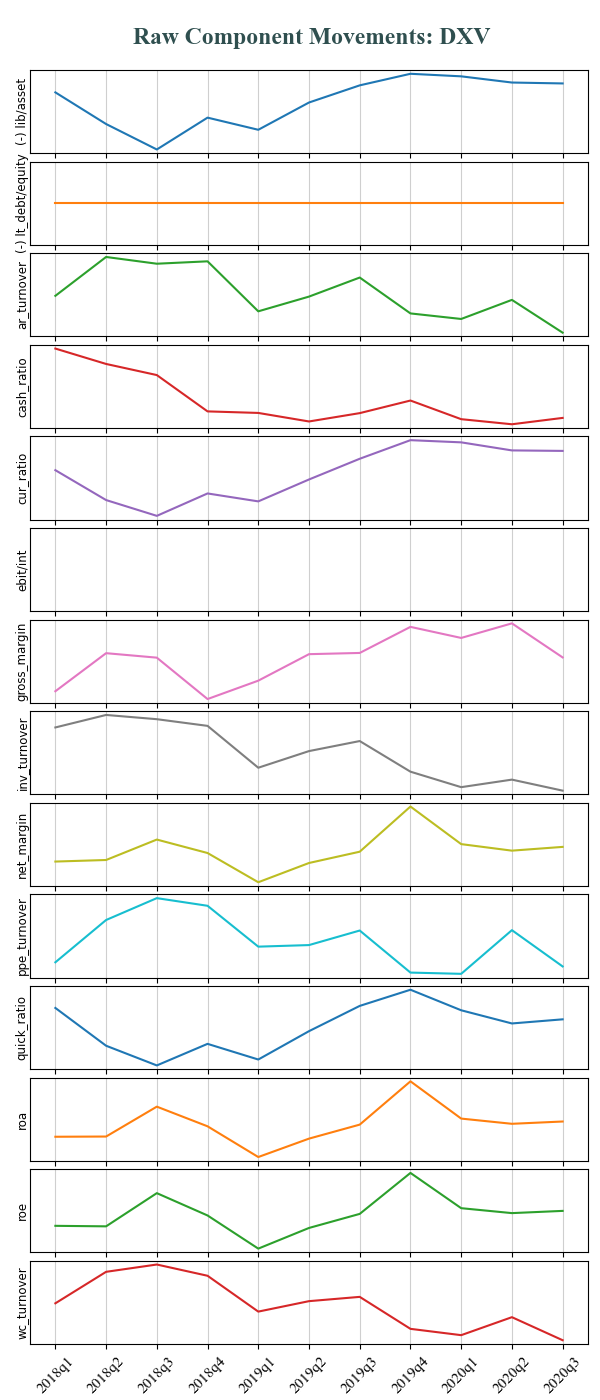 Raw Component Movements: DXV
(-) lib/asset
(-) lt_debt/equity
ar_turnover
cash_ratio
cur_ratio
ebit/int
gross_margin
inv_turnover
net_margin
ppe_turnover
quick_ratio
roa
roe
wc_turnover
2018q1 2018q2 2018q3 2018q4 2019q1 2019q2 2019q3 2019q4 2020q1 2020q2 2020q3